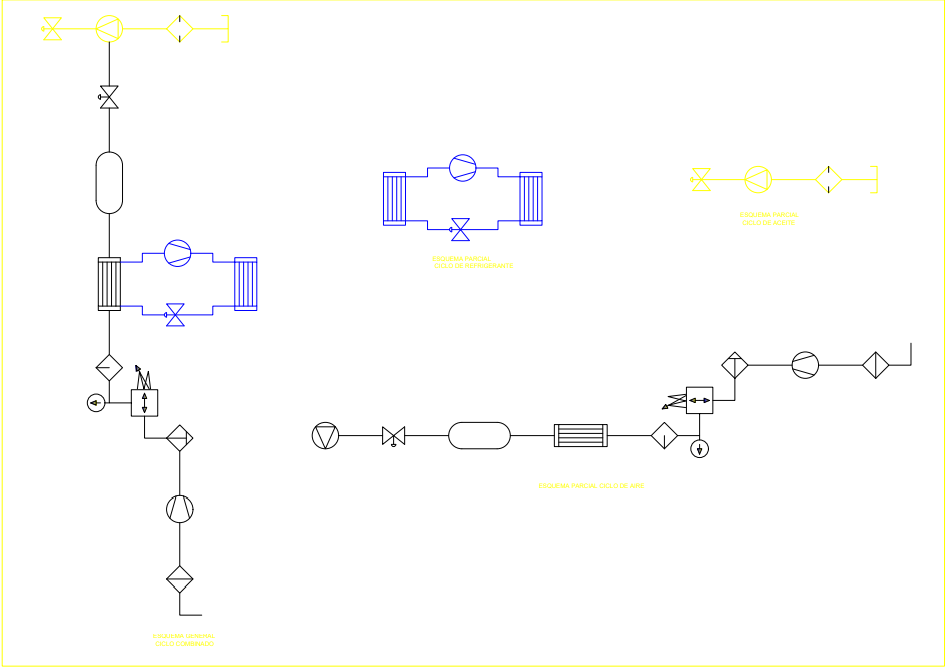 ESQUEMA PARCIAL
CICLO DE ACEITE
ESQUEMA PARCIAL
CICLO DE REFRIGERANTE
ESQUEMA PARCIAL CICLO DE AIRE
ESQUEMA GENERAL
CICLO COMBINADO